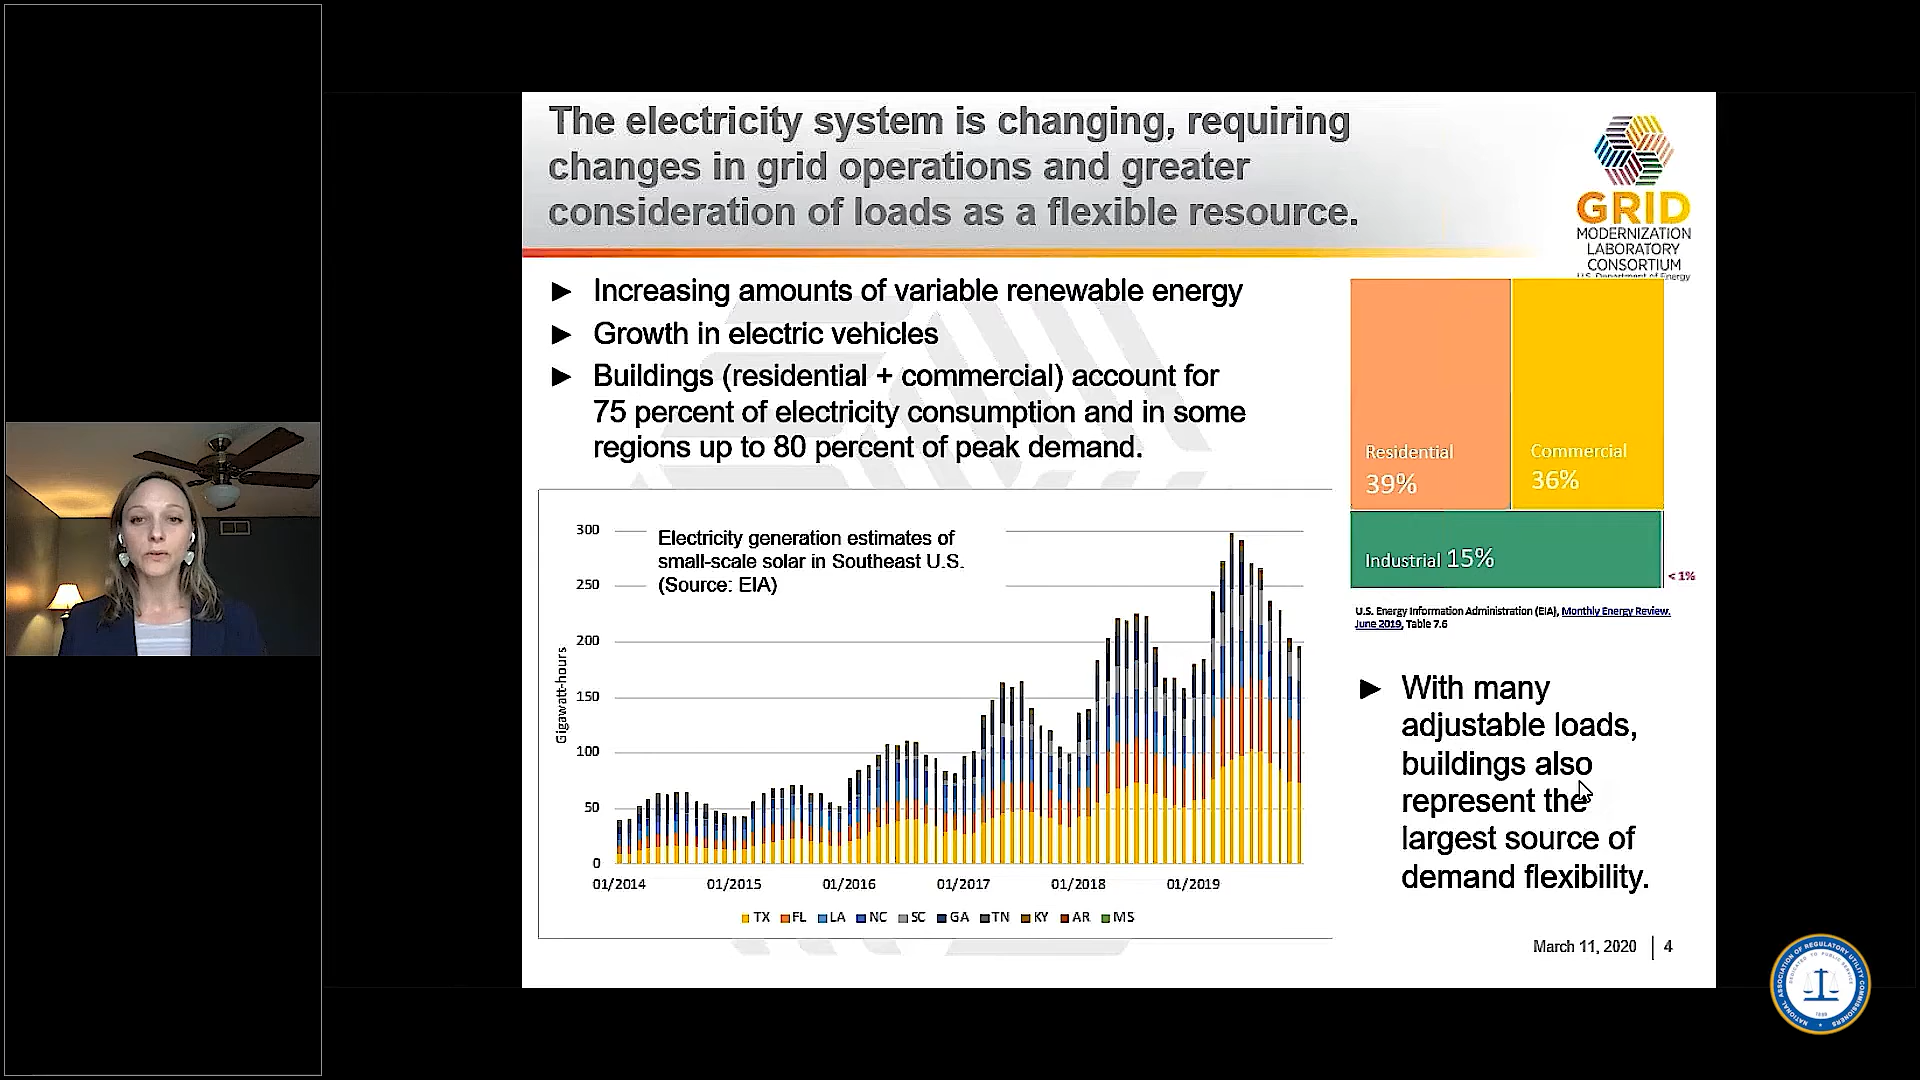 The electricity system is changing, requiring
changes in grid operations and greater
consideration of loads as a flexible resource.
GRID
MODERNIZATION
LABORATORY
CONSORTIUM
U.S. Department of Energy
► Increasing amounts of variable renewable energy
► Growth in electric vehicles
► Buildings (residential + commercial) account for
75 percent of electricity consumption and in some
regions up to 80 percent of peak demand.
Residential
39%
Commercial
36%
Industrial 15%
< 1%
U.S. Energy Information Administration (EIA), Monthly Energy Review.
June 2019, Table 7.6
Electricity generation estimates of
small-scale solar in Southeast U.S.
(Source: EIA)
Gigawatt-hours
300
250
200
150
100
50
0
01/2014 01/2015 01/2016 01/2017 01/2018 01/2019
TX FL LA NC SC GA TN KY AR MS
► With many
adjustable loads,
buildings also
represent the
largest source of
demand flexibility.
March 11, 2020 | 4
NATIONAL ASSOCIATION OF REGULATORY UTILITY COMMISSIONERS